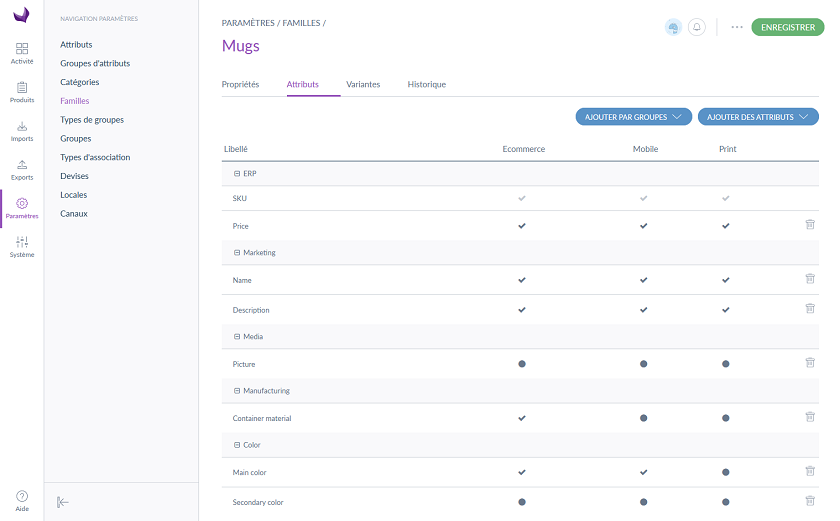 NAVIGATION PARAMÈTRES
Attributs
Groupes d'attributs
Catégories
Familles
Types de groupes
Groupes
Types d'association
Devises
Locales
Canaux
Activité
Produits
Imports
Exports
Paramètres
Système
Aide
PARAMÈTRES / FAMILLES /
Mugs
ENREGISTRER
Propriétés Attributs Variantes Historique
AJOUTER PAR GROUPES AJOUTER DES ATTRIBUTS
Libellé Ecommerce Mobile Print
ERP
SKU
Price
Marketing
Name
Description
Media
Picture
Manufacturing
Container material
Color
Main color
Secondary color